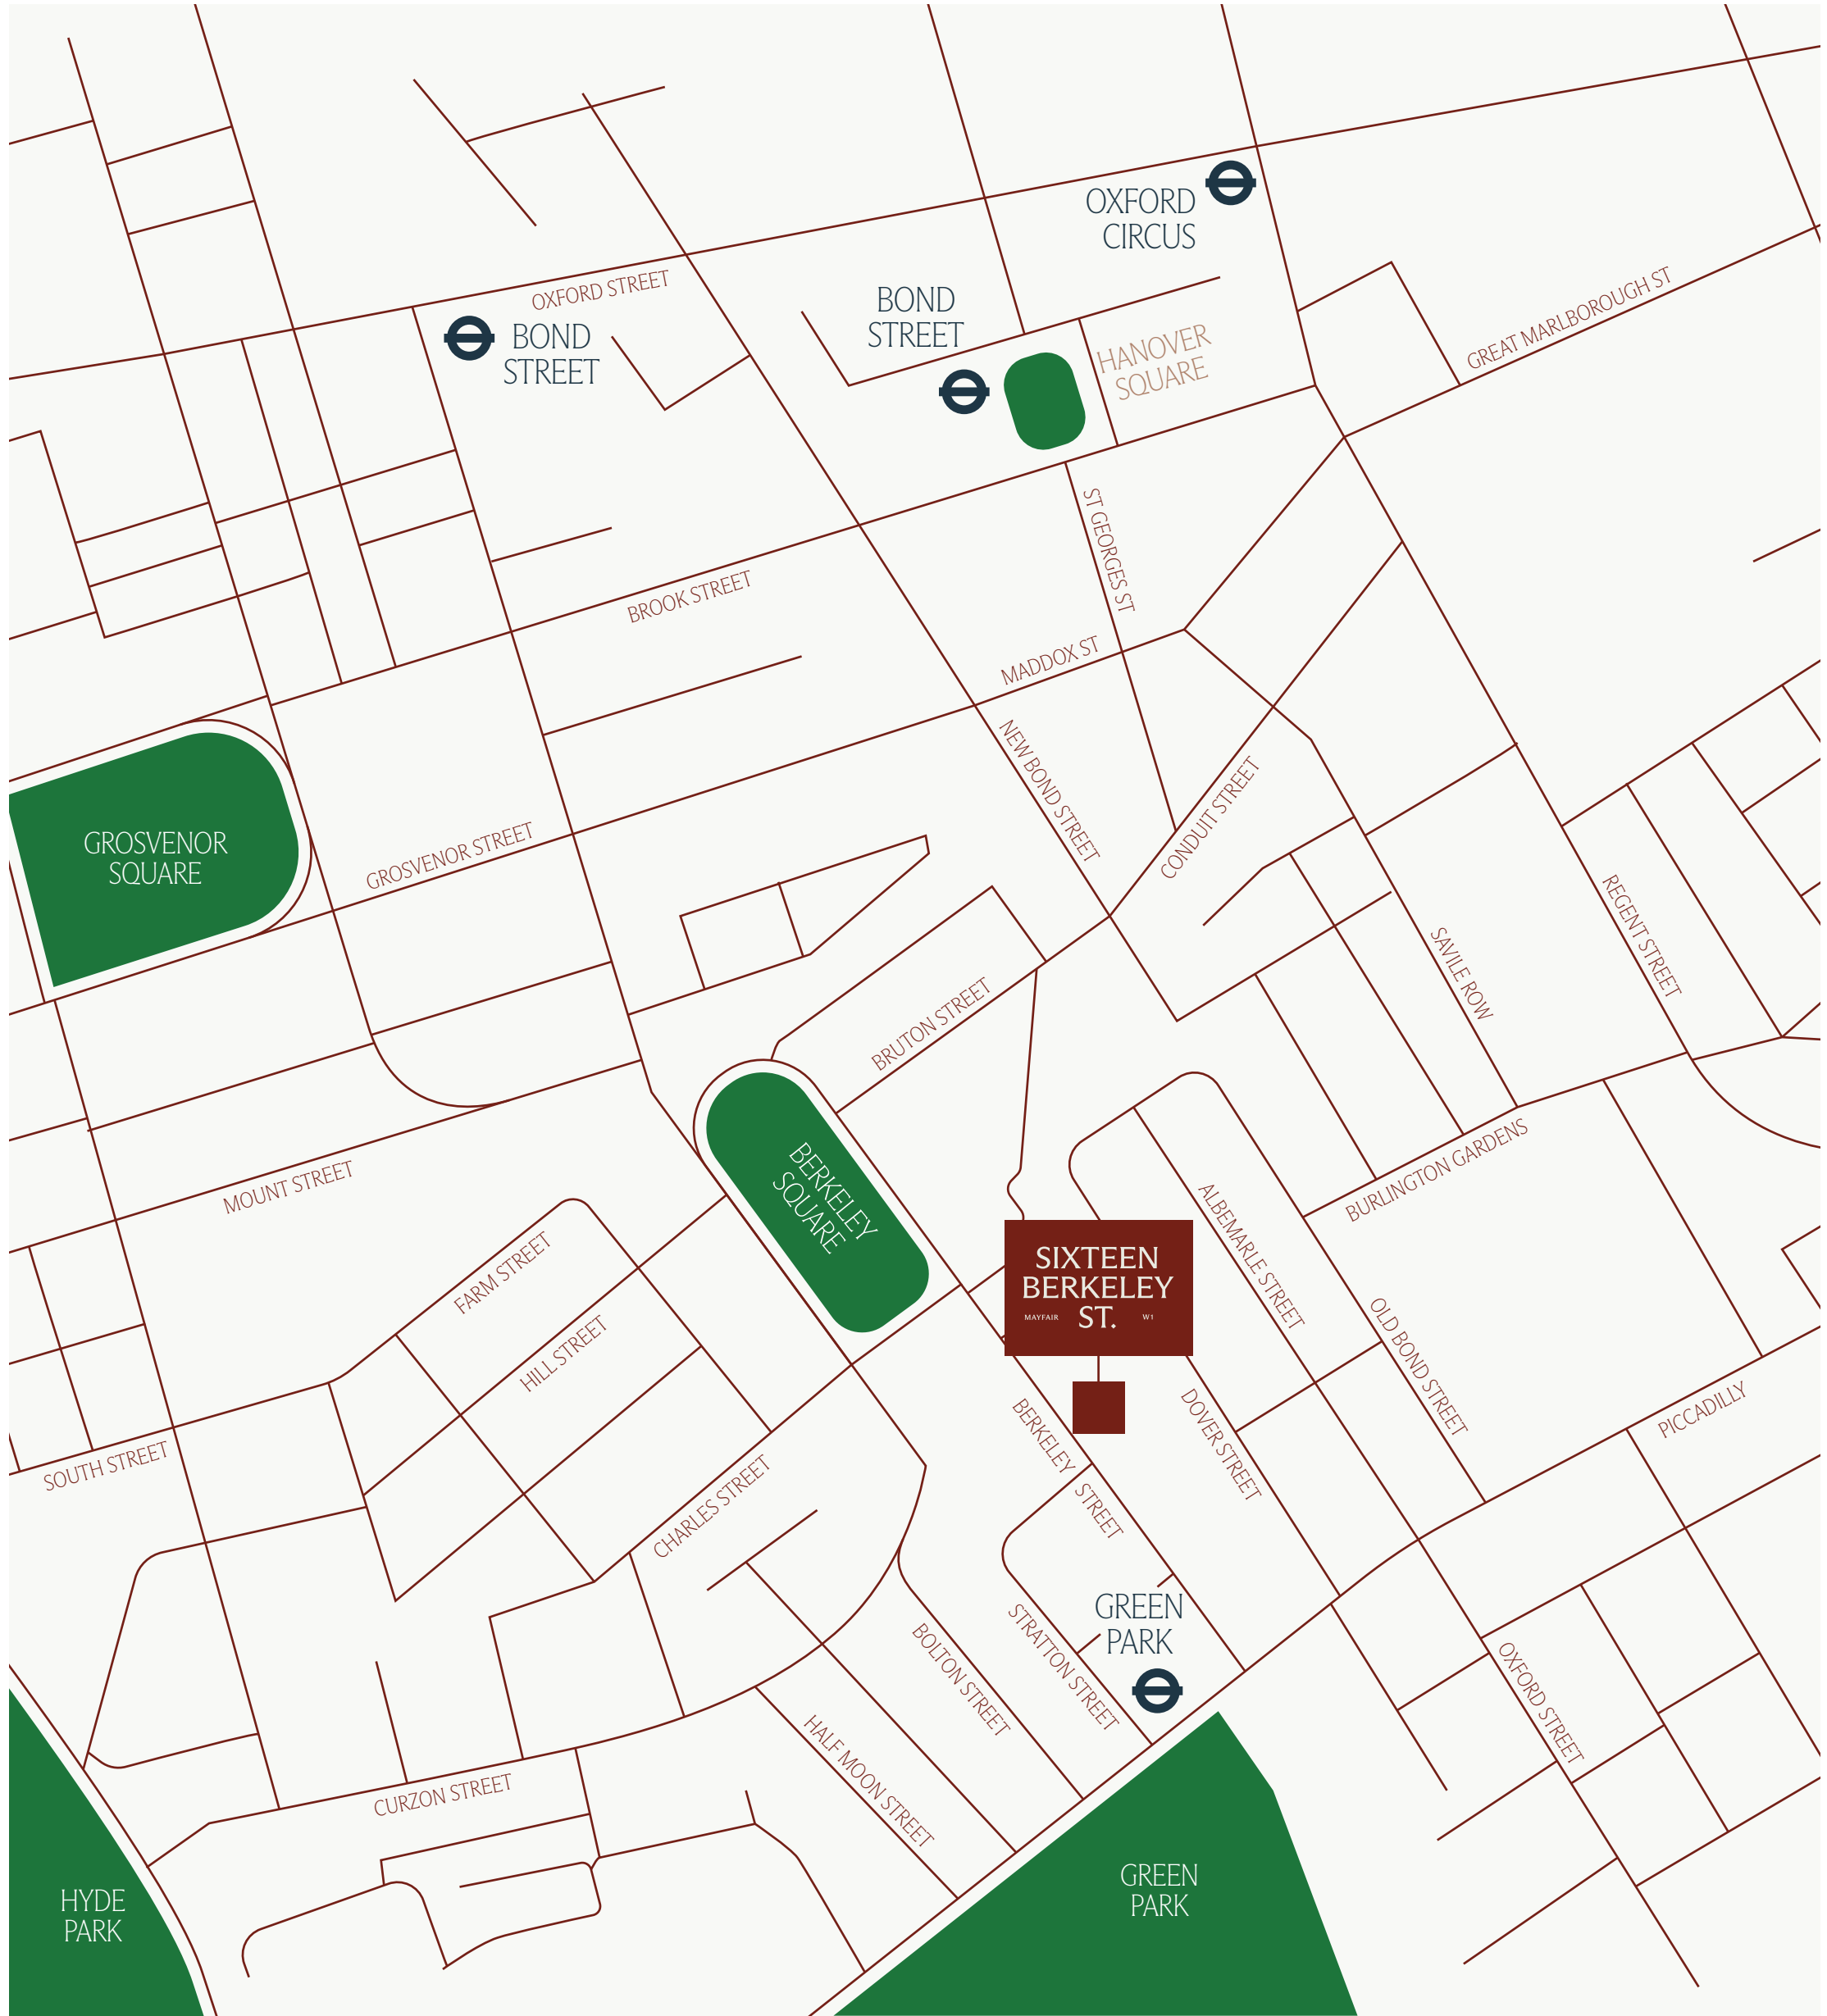 OXFORD
CIRCUS
OXFORD STREET
BOND
STREET
BOND
STREET
HANOVER
SQUARE
GREAT MARLBOROUGH ST
ST GEORGES ST
BROOK STREET
MADDOX ST
NEW BOND STREET
CONDUIT STREET
GROSVENOR
SQUARE
GROSVENOR STREET
REGENT STREET
SAVILE ROW
BRUTON STREET
BURLINGTON GARDENS
MOUNT STREET
BERKELEY
SQUARE
ALBEMARLE STREET
FARM STREET
HILL STREET
SIXTEEN
BERKELEY
ST.
MAYFAIR
W1
OLD BOND STREET
PICCADILLY
DOVER STREET
BERKELEY STREET
SOUTH STREET
CHARLES STREET
GREEN
PARK
STRATTON STREET
BOLTON STREET
OXFORD STREET
HALF MOON STREET
CURZON STREET
HYDE
PARK
GREEN
PARK